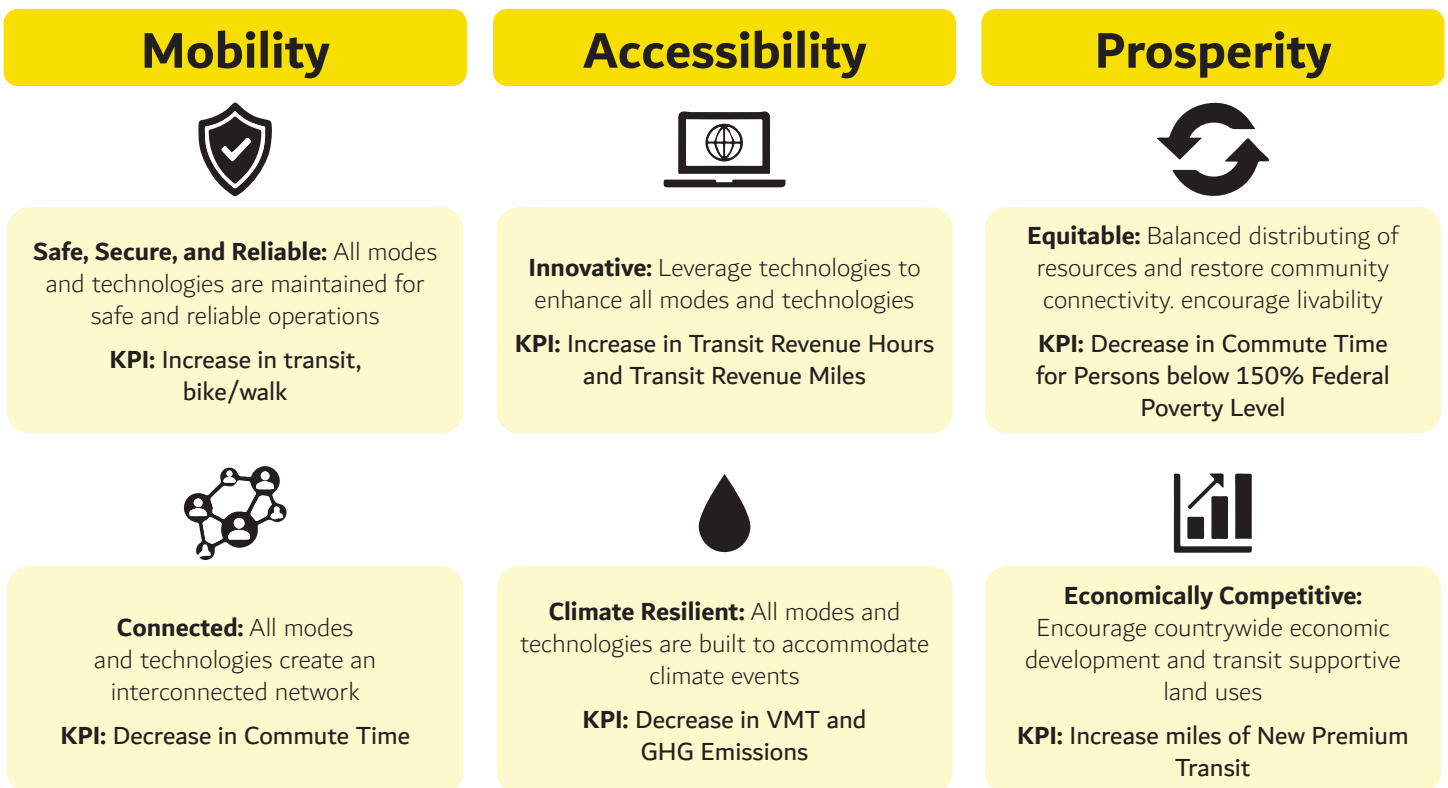 Mobility
Safe, Secure, and Reliable: All modes
and technologies are maintained for
safe and reliable operations
KPI: Increase in transit,
bike/walk
Connected: All modes
and technologies create an
interconnected network
KPI: Decrease in Commute Time
Accessibility
Innovative: Leverage technologies to
enhance all modes and technologies
KPI: Increase in Transit Revenue Hours
and Transit Revenue Miles
Climate Resilient: All modes and
technologies are built to accommodate
climate events
KPI: Decrease in VMT and
GHG Emissions
Prosperity
Equitable: Balanced distributing of
resources and restore community
connectivity. encourage livability
KPI: Decrease in Commute Time
for Persons below 150% Federal
Poverty Level
Economically Competitive:
Encourage countrywide economic
development and transit supportive
land uses
KPI: Increase miles of New Premium
Transit